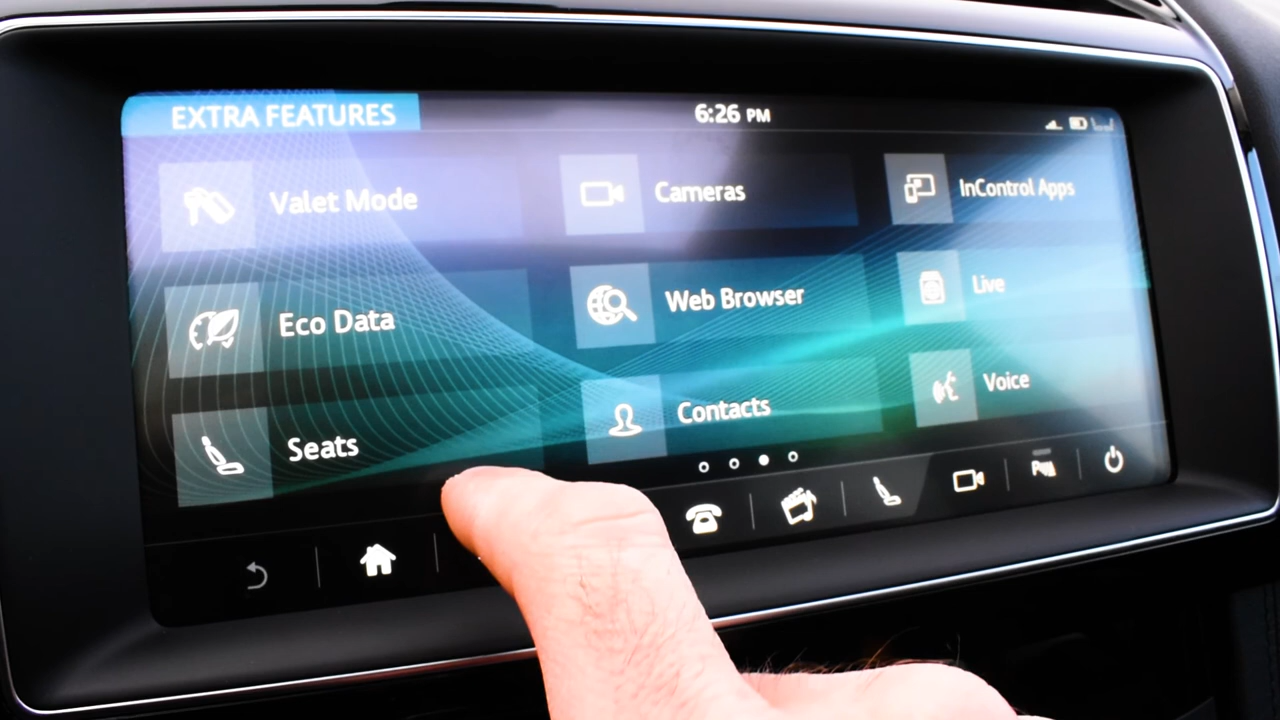 EXTRA FEATURES
6:26 PM
Valet Mode
Cameras
InControl Apps
Eco Data
Web Browser
Live
Seats
Contacts
Voice